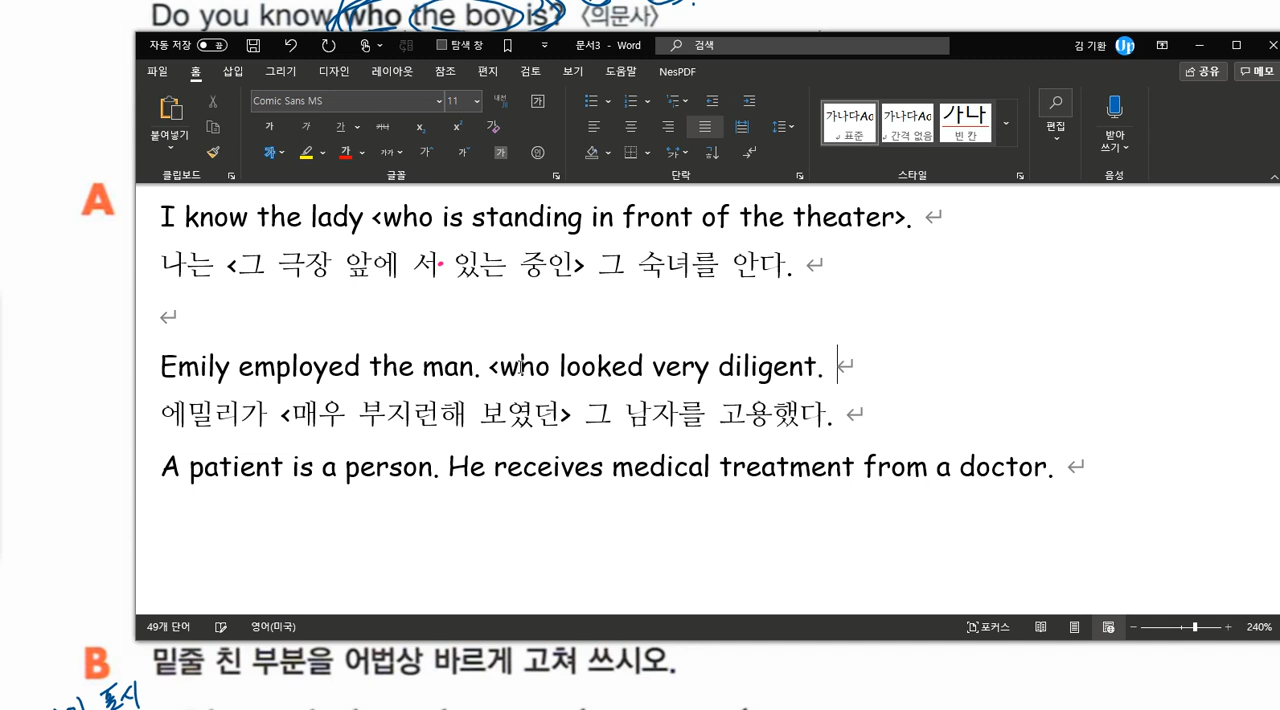 Do you know who the boy is? <의문사>
자동 저장 끔 탐색 창 문서3 - Word 검색 김 기환 Up
파일 홈 삽입 그리기 디자인 레이아웃 참조 편지 검토 보기 도움말 NesPDF 공유 메모
Comic Sans MS 11
붙여넣기 가나다Ac 표준 가나다Ac 간격 없음 가나 빈 칸 편집 받아쓰기
클립보드 글꼴 단락 스타일 음성
A
I know the lady <who is standing in front of the theater>.
나는 <그 극장 앞에 서 있는 중인> 그 숙녀를 안다.
Emily employed the man. <who looked very diligent.
에밀리가 <매우 부지런해 보였던> 그 남자를 고용했다.
A patient is a person. He receives medical treatment from a doctor.
49개 단어 영어(미국) 포커스 240%
B 밑줄 친 부분을 어법상 바르게 고쳐 쓰시오.
표시